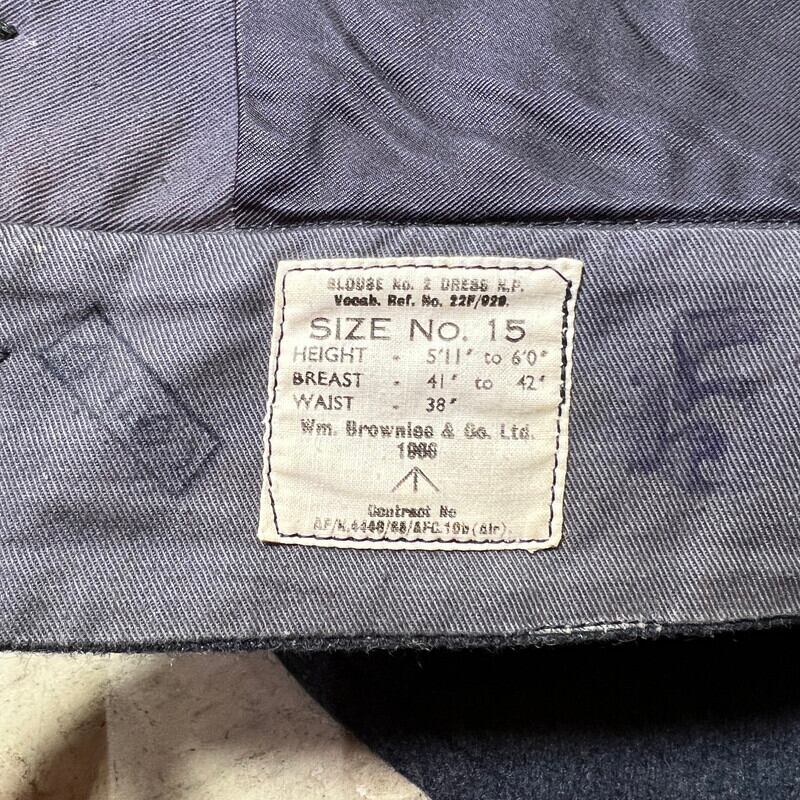 BLOUSE No. 2 DRESS N.P.
Vocab. Ref. No. 22F/929.
SIZE No. 15
HEIGHT - 5'11" to 6'0"
BREAST - 41" to 42"
WAIST - 38"
Wm. Brownlee & Co. Ltd.
Contract No